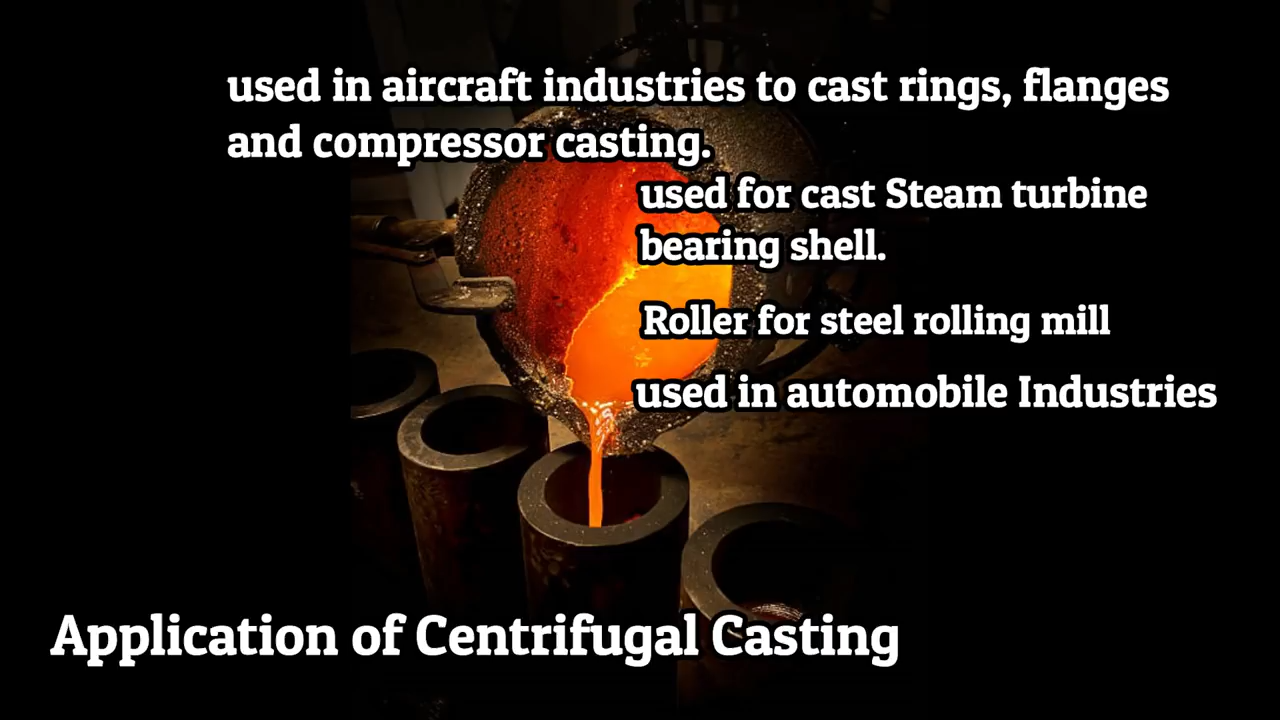 used in aircraft industries to cast rings, flanges
and compressor casting.
used for cast Steam turbine
bearing shell.
Roller for steel rolling mill
used in automobile Industries
Application of Centrifugal Casting